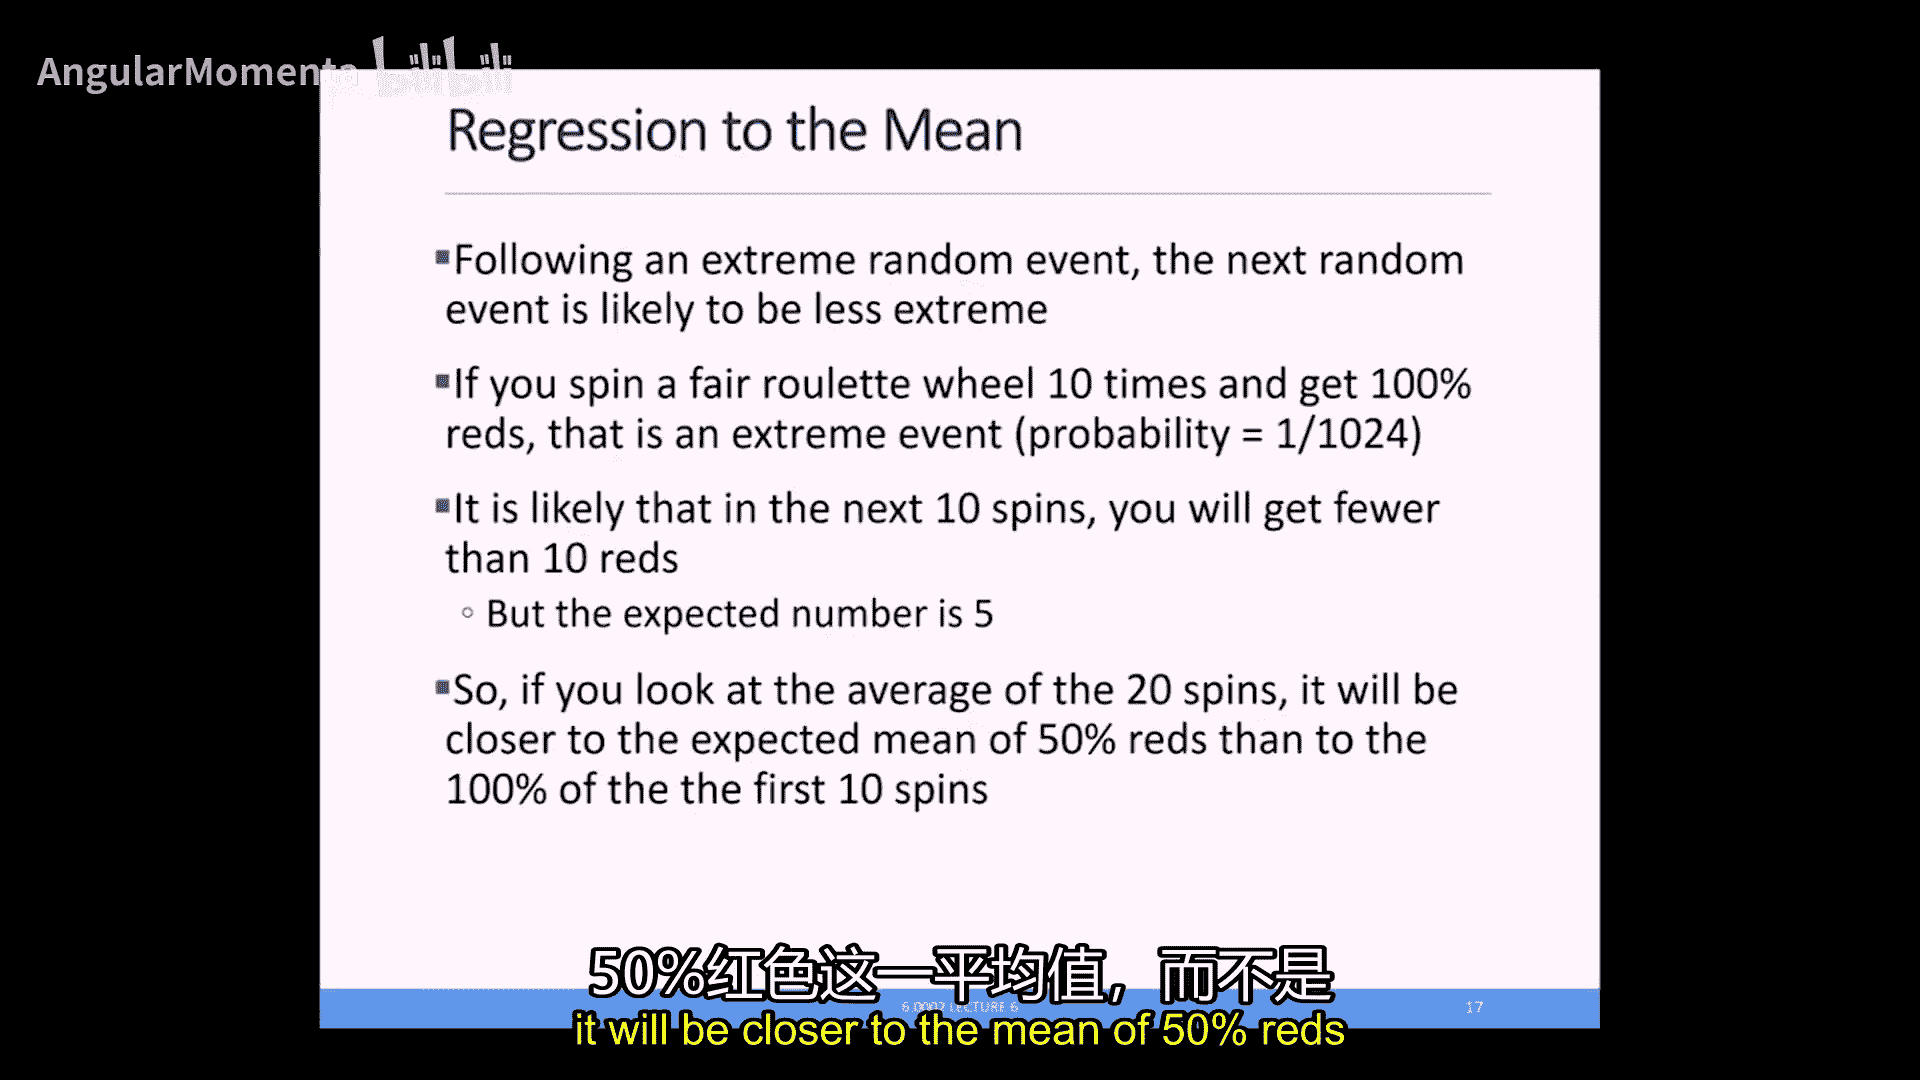 AngularMomenta bilibili
Regression to the Mean
▪Following an extreme random event, the next random
event is likely to be less extreme
▪If you spin a fair roulette wheel 10 times and get 100%
reds, that is an extreme event (probability = 1/1024)
▪It is likely that in the next 10 spins, you will get fewer
than 10 reds
◦ But the expected number is 5
▪So, if you look at the average of the 20 spins, it will be
closer to the expected mean of 50% reds than to the
100% of the the first 10 spins
50%红色这一平均值，而不是
6.0002 LECTURE 6
17
it will be closer to the mean of 50% reds